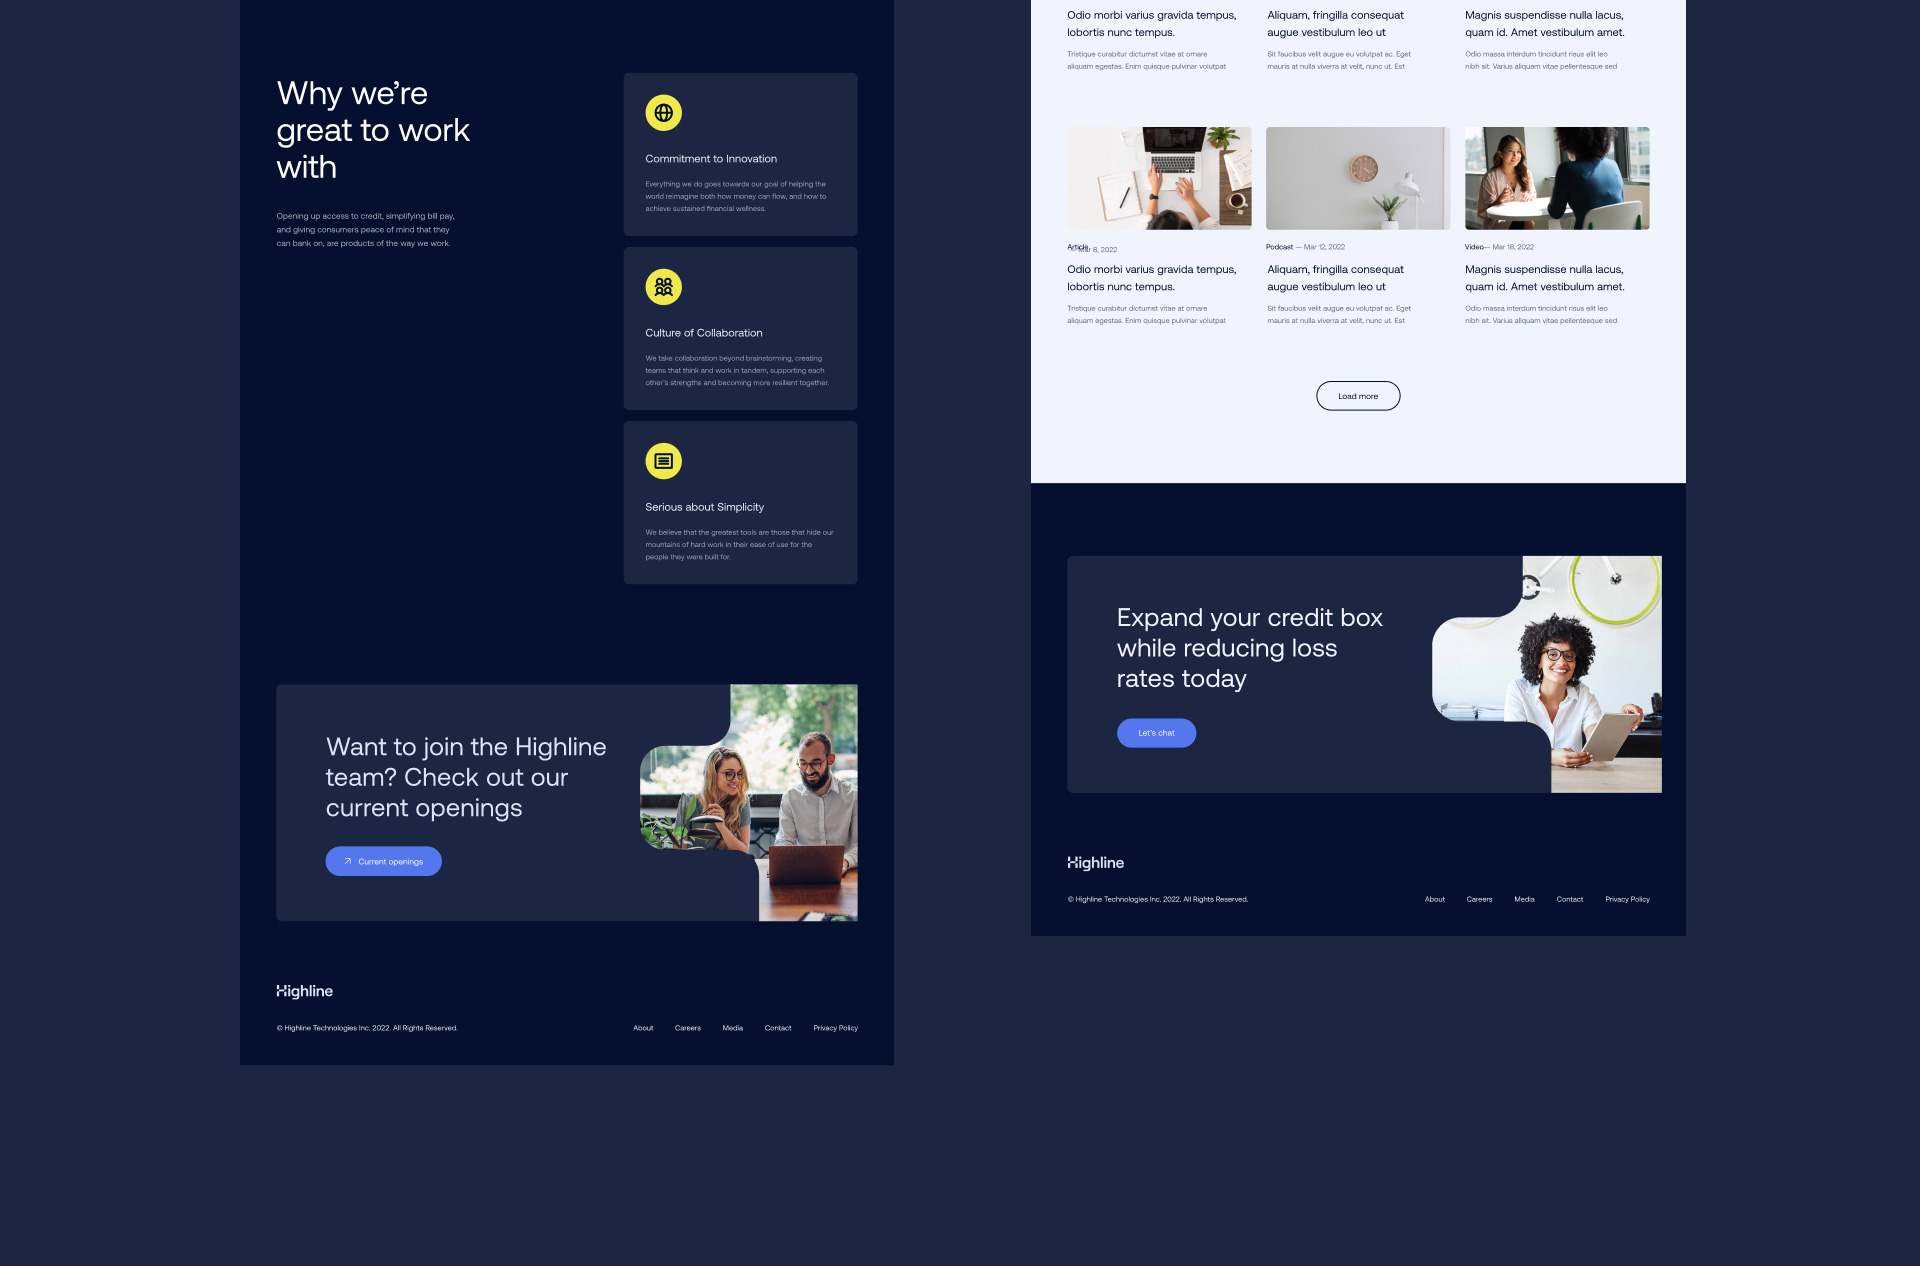 Why we're
great to work
with
Opening up access to credit, simplifying bill pay,
and giving consumers peace of mind that they
can bank on, are products of the way we work.
Commitment to Innovation
Everything we do goes towards our goal of helping the
world reimagine both how money can flow, and how to
achieve sustained financial wellness.
Culture of Collaboration
We take collaboration beyond brainstorming, creating
teams that think and work in tandem, supporting each
other's strengths and becoming more resilient together.
Serious about Simplicity
We believe that the greatest tools are those that hide our
mountains of hard work in their ease of use for the
people they were built for.
Want to join the Highline
team? Check out our
current openings
Current openings
Highline
© Highline Technologies Inc. 2022. All Rights Reserved.
About
Careers
Media
Contact
Privacy Policy
Odio morbi varius gravida tempus,
lobortis nunc tempus.
Tristique curabitur dictumst vitae at ornare
aliquam egestas. Enim quisque pulvinar volutpat
Aliquam, fringilla consequat
augue vestibulum leo ut
Sit faucibus velit augue eu volutpat ac. Eget
mauris at nulla viverra at velit, nunc ut. Est
Magnis suspendisse nulla lacus,
quam id. Amet vestibulum amet.
Odio massa interdum tincidunt risus elit leo
nibh sit. Varius aliquam vitae pellentesque sed
Article
— Mar 8, 2022
Odio morbi varius gravida tempus,
lobortis nunc tempus.
Tristique curabitur dictumst vitae at ornare
aliquam egestas. Enim quisque pulvinar volutpat
Podcast — Mar 12, 2022
Aliquam, fringilla consequat
augue vestibulum leo ut
Sit faucibus velit augue eu volutpat ac. Eget
mauris at nulla viverra at velit, nunc ut. Est
Video— Mar 18, 2022
Magnis suspendisse nulla lacus,
quam id. Amet vestibulum amet.
Odio massa interdum tincidunt risus elit leo
nibh sit. Varius aliquam vitae pellentesque sed
Load more
Expand your credit box
while reducing loss
rates today
Let's chat
Highline
© Highline Technologies Inc. 2022. All Rights Reserved.
About
Careers
Media
Contact
Privacy Policy